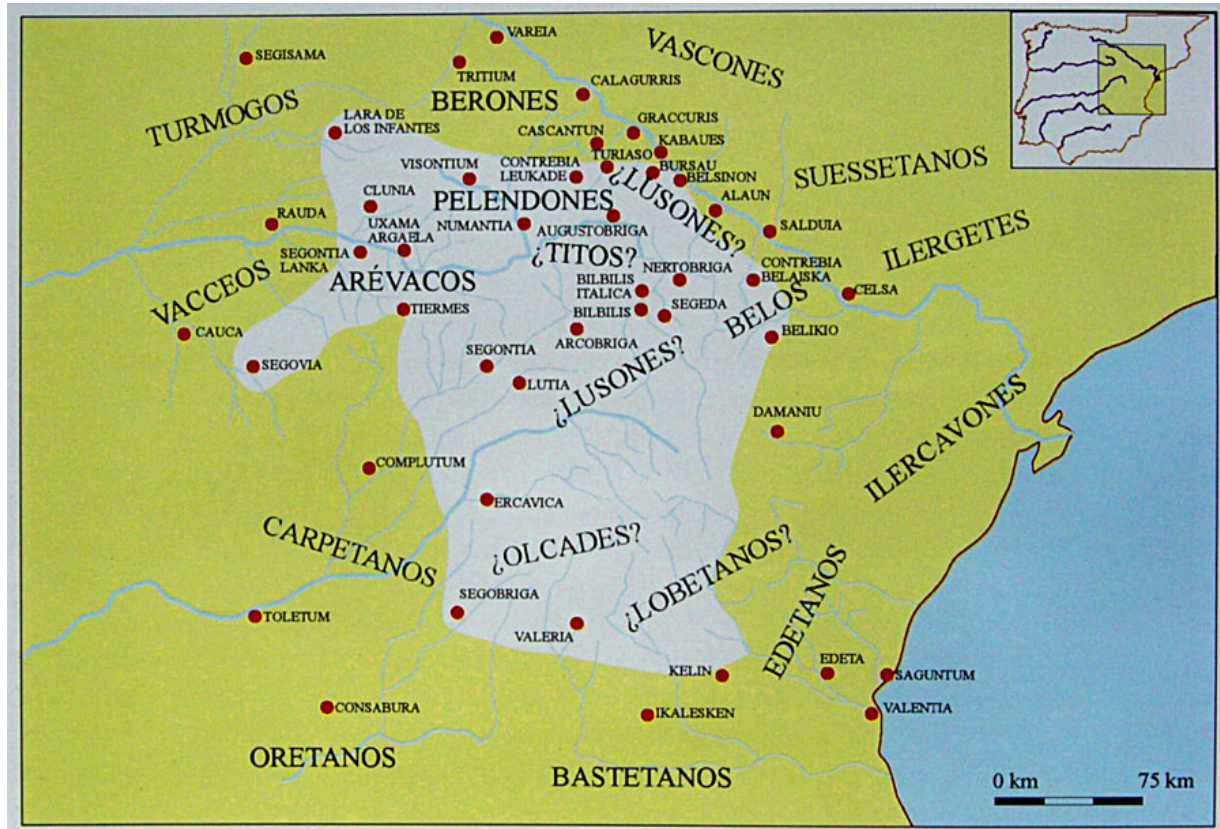 VAREIA
SEGISAMA
TRITIUM
VASCONES
CALAGURRIS
BERONES
TURMOGOS
LARA DE
LOS INFANTES
GRACCURIS
CASCANTUN
KABAUES
TURIASO
VISONTIUM
CONTREBIA
LEUKADE
BURSAU
BELSINON
SUESSETANOS
¿LUSONES?
CLUNIA
PELENDONES
ALAUN
RAUDA
UXAMA
ARGAELA
NUMANTIA
AUGUSTOBRIGA
SALDUIA
ILERGETES
SEGONTIA
LANKA
¿TITOS?
VACCEOS
ARÉVACOS
NERTOBRIGA
CONTREBIA
BELAISKA
BILBILIS
ITALICA
CELSA
TIERMES
BILBILIS
SEGEDA
BELOS
CAUCA
ARCOBRIGA
BELIKIO
SEGOVIA
SEGONTIA
LUTIA
¿LUSONES?
DAMANIU
ILERCAVONES
COMPLUTUM
ERCAVICA
CARPETANOS
¿OLCADES?
¿LOBETANOS?
SEGOBRIGA
TOLETUM
VALERIA
EDETANOS
KELIN
EDETA
SAGUNTUM
CONSABURA
IKALESKEN
VALENTIA
ORETANOS
BASTETANOS
0 km 75 km